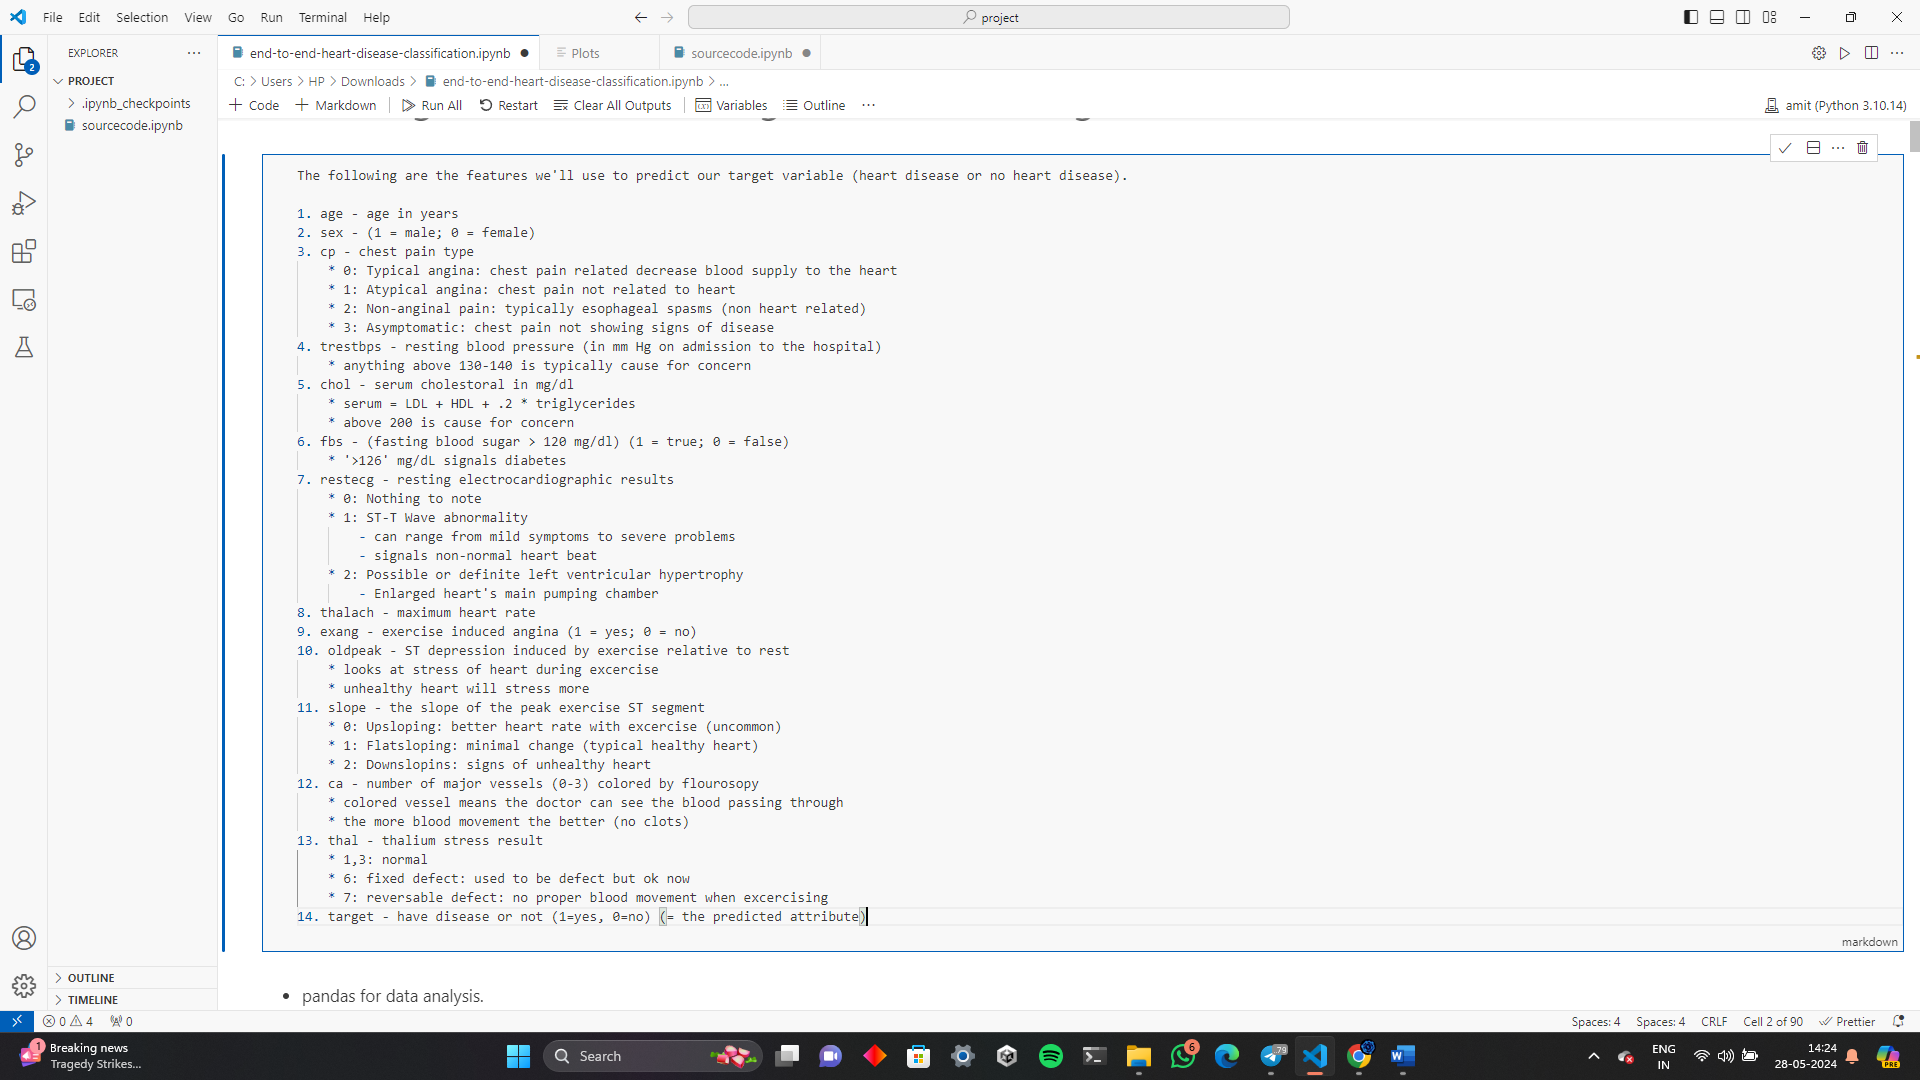 File Edit Selection View Go Run Terminal Help
project
EXPLORER
PROJECT
.ipynb_checkpoints
sourcecode.ipynb
OUTLINE
TIMELINE
end-to-end-heart-disease-classification.ipynb
Plots
sourcecode.ipynb
C: > Users > HP > Downloads > end-to-end-heart-disease-classification.ipynb > ...
+ Code + Markdown Run All Restart Clear All Outputs Variables Outline ...
amit (Python 3.10.14)
The following are the features we'll use to predict our target variable (heart disease or no heart disease).
1. age - age in years
2. sex - (1 = male; 0 = female)
3. cp - chest pain type
* 0: Typical angina: chest pain related decrease blood supply to the heart
* 1: Atypical angina: chest pain not related to heart
* 2: Non-anginal pain: typically esophageal spasms (non heart related)
* 3: Asymptomatic: chest pain not showing signs of disease
4. trestbps - resting blood pressure (in mm Hg on admission to the hospital)
* anything above 130-140 is typically cause for concern
5. chol - serum cholestoral in mg/dl
* serum = LDL + HDL + .2 * triglycerides
* above 200 is cause for concern
6. fbs - (fasting blood sugar > 120 mg/dl) (1 = true; 0 = false)
* '>126' mg/dL signals diabetes
7. restecg - resting electrocardiographic results
* 0: Nothing to note
* 1: ST-T Wave abnormality
- can range from mild symptoms to severe problems
- signals non-normal heart beat
* 2: Possible or definite left ventricular hypertrophy
- Enlarged heart's main pumping chamber
8. thalach - maximum heart rate
9. exang - exercise induced angina (1 = yes; 0 = no)
10. oldpeak - ST depression induced by exercise relative to rest
* looks at stress of heart during excercise
* unhealthy heart will stress more
11. slope - the slope of the peak exercise ST segment
* 0: Upsloping: better heart rate with excercise (uncommon)
* 1: Flatsloping: minimal change (typical healthy heart)
* 2: Downslopins: signs of unhealthy heart
12. ca - number of major vessels (0-3) colored by flourosopy
* colored vessel means the doctor can see the blood passing through
* the more blood movement the better (no clots)
13. thal - thalium stress result
* 1,3: normal
* 6: fixed defect: used to be defect but ok now
* 7: reversable defect: no proper blood movement when excercising
14. target - have disease or not (1=yes, 0=no) (= the predicted attribute)
markdown
• pandas for data analysis.
0 4 0
Spaces: 4 Spaces: 4 CRLF Cell 2 of 90 Prettier
Breaking news
Tragedy Strikes...
Search
ENG
IN
14:24
28-05-2024